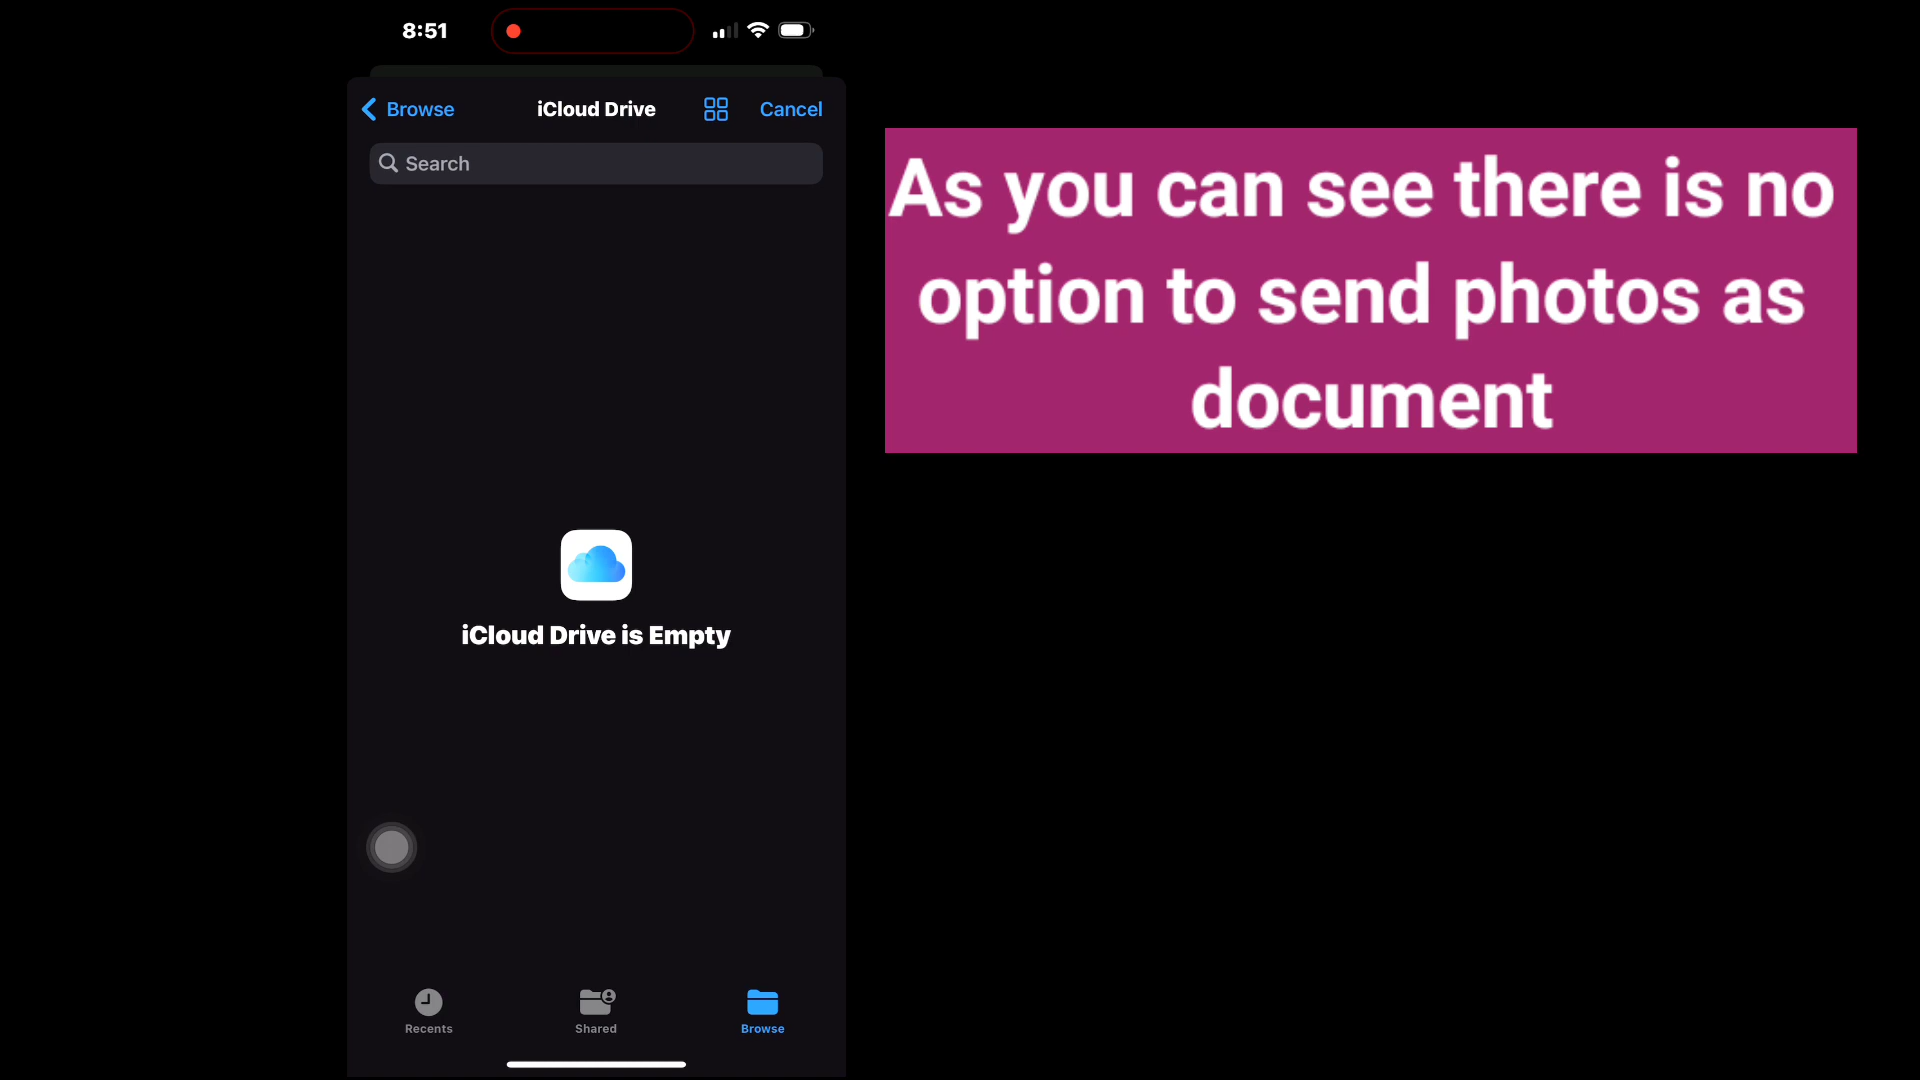 8:51
Browse
iCloud Drive
Cancel
Search
As you can see there is no
option to send photos as
document
iCloud Drive is Empty
Recents
Shared
Browse